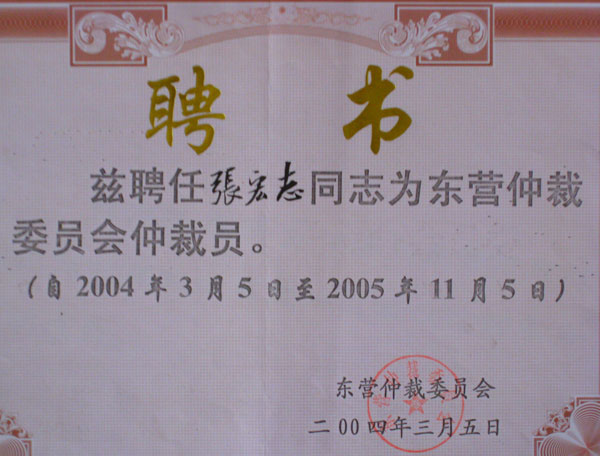 聘 书
兹聘任張宏志同志为东营仲裁
委员会仲裁员。
(自2004年3月5日至2005年11月5日)
东营仲裁委员会
二00四年三月五日